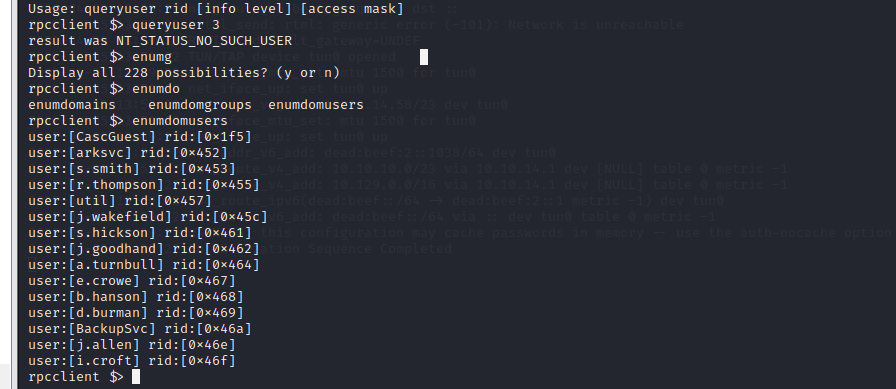 Usage: queryuser rid [info level] [access mask]
rpcclient $> queryuser 3
result was NT_STATUS_NO_SUCH_USER
rpcclient $> enumg
Display all 228 possibilities? (y or n)
rpcclient $> enumdo
enumdomains enumdomgroups enumdomusers
rpcclient $> enumdomusers
user:[CascGuest] rid:[0×1f5]
user:[arksvc] rid:[0×452]
user:[s.smith] rid:[0×453]
user:[r.thompson] rid:[0×455]
user:[util] rid:[0×457]
user:[j.wakefield] rid:[0×45c]
user:[s.hickson] rid:[0×461]
user:[j.goodhand] rid:[0×462]
user:[a.turnbull] rid:[0×464]
user:[e.crowe] rid:[0×467]
user:[b.hanson] rid:[0×468]
user:[d.burman] rid:[0×469]
user:[BackupSvc] rid:[0×46a]
user:[j.allen] rid:[0×46e]
user:[i.croft] rid:[0×46f]
rpcclient $>